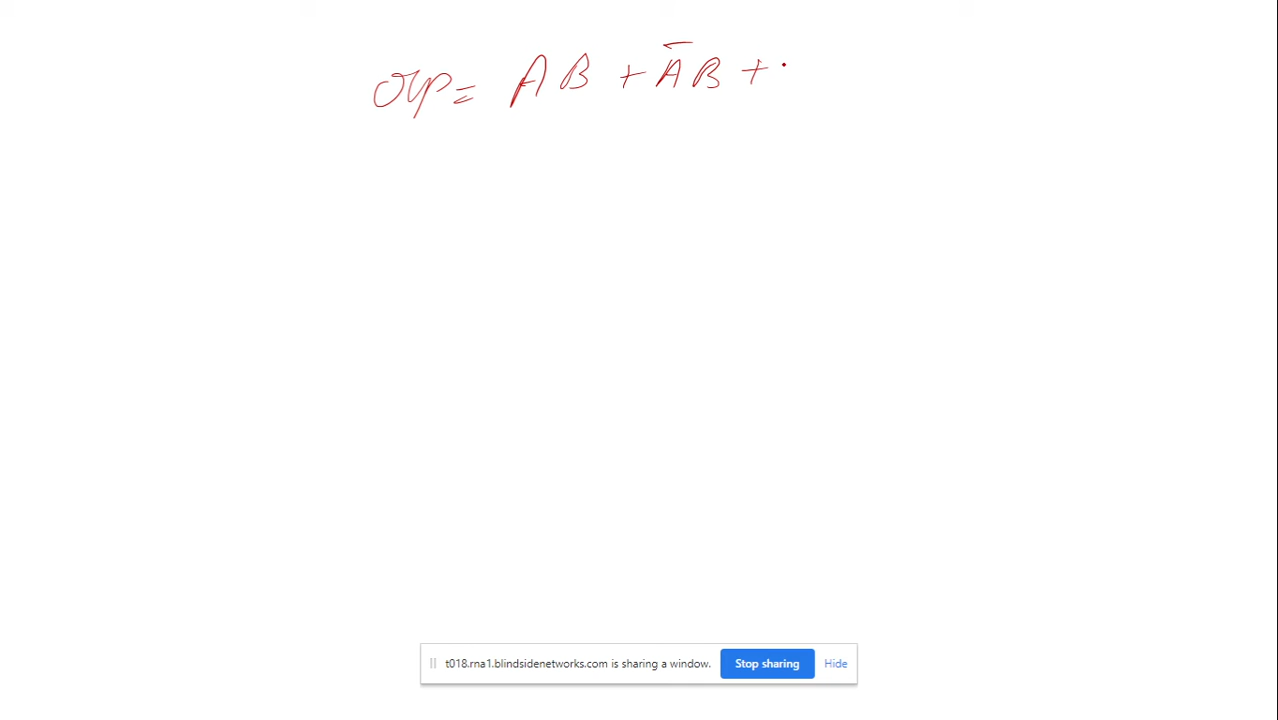 O/p = AB + A̅B +
t018.rna1.blindsidenetworks.com is sharing a window. Stop sharing Hide